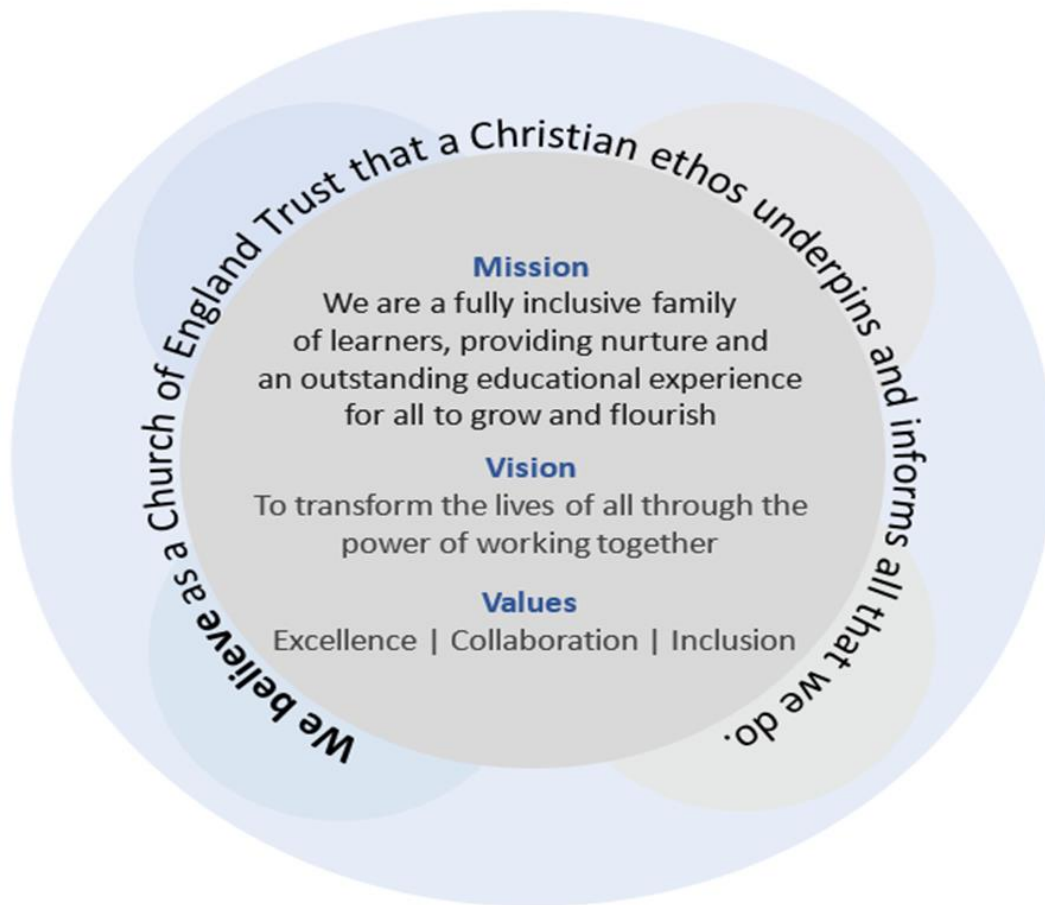 We believe as a Church of England Trust that a Christian ethos underpins and informs all that we do.
Mission
We are a fully inclusive family
of learners, providing nurture and
an outstanding educational experience
for all to grow and flourish
Vision
To transform the lives of all through the
power of working together
Values
Excellence | Collaboration | Inclusion